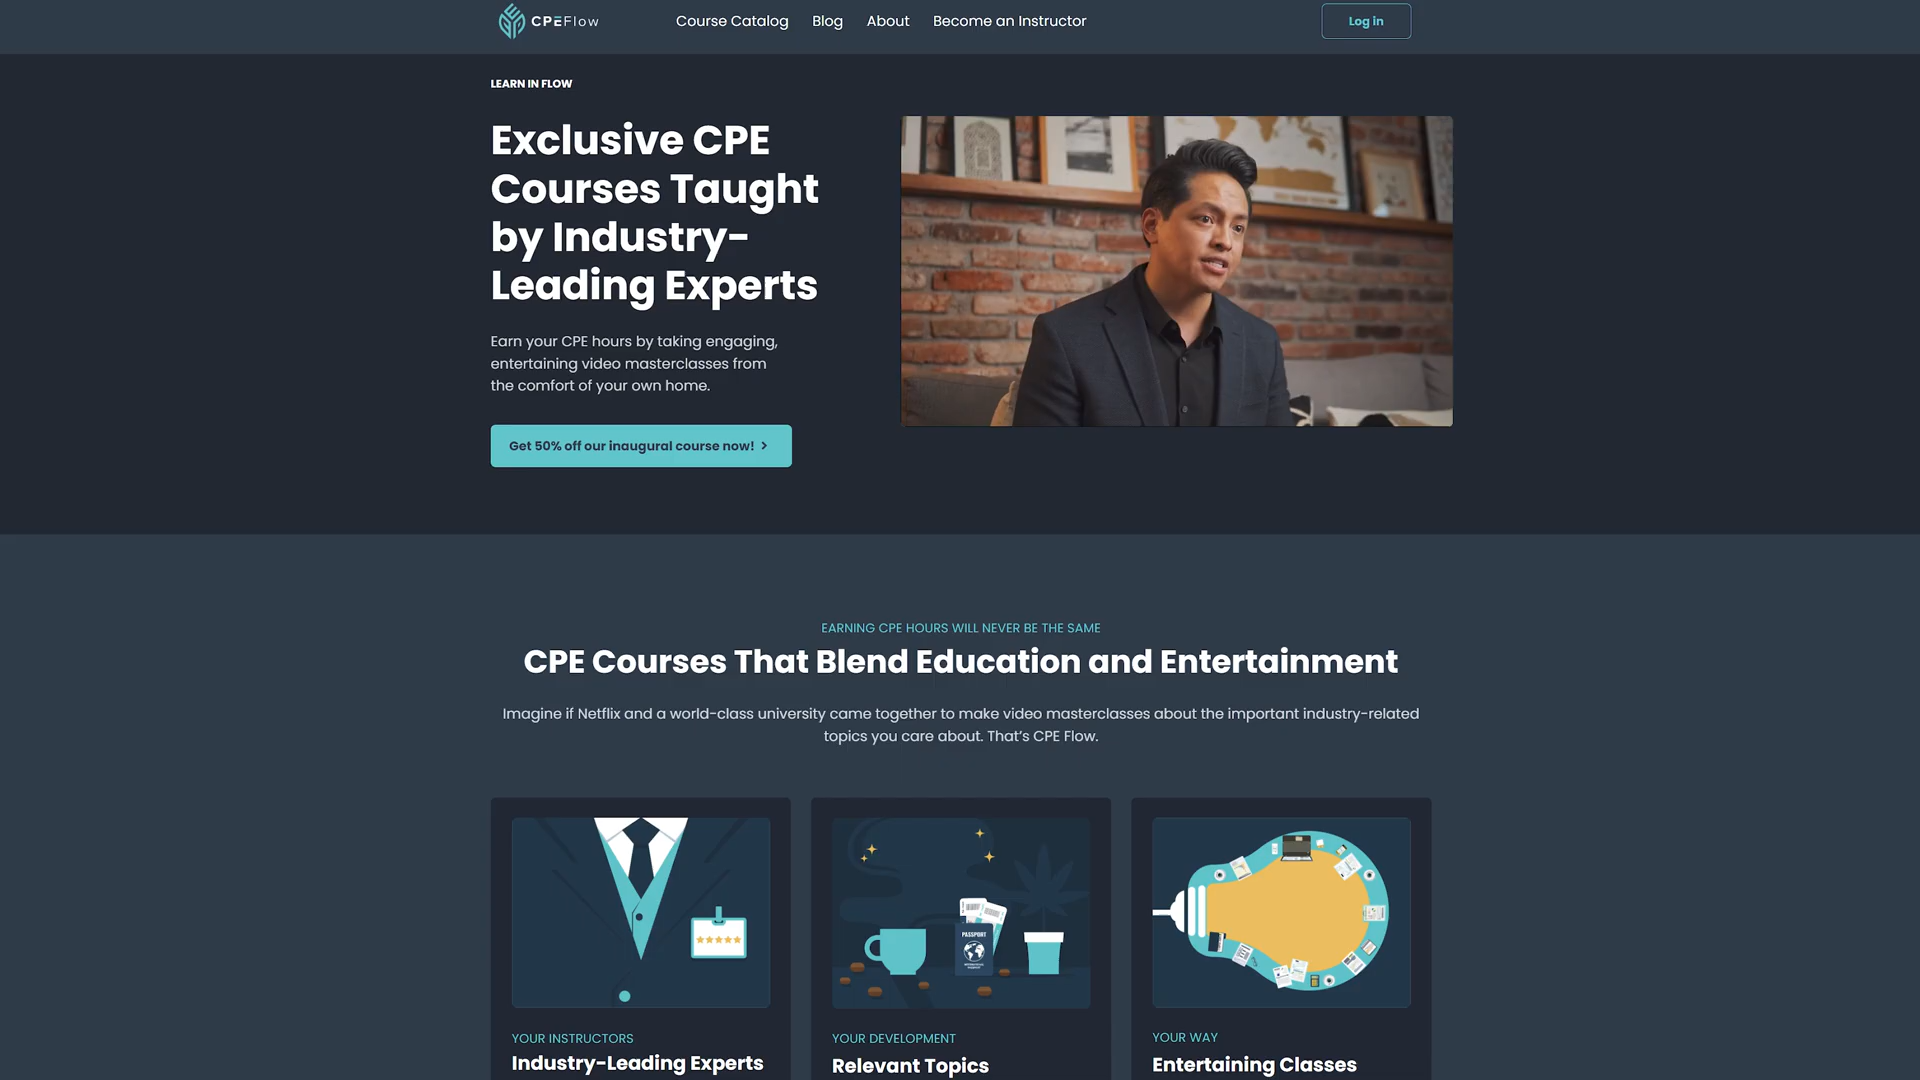 CPEFlow
Course Catalog
Blog
About
Become an Instructor
Log in
LEARN IN FLOW
Exclusive CPE
Courses Taught
by Industry-
Leading Experts
Earn your CPE hours by taking engaging,
entertaining video masterclasses from
the comfort of your own home.
Get 50% off our inaugural course now!
EARNING CPE HOURS WILL NEVER BE THE SAME
CPE Courses That Blend Education and Entertainment
Imagine if Netflix and a world-class university came together to make video masterclasses about the important industry-related
topics you care about. That’s CPE Flow.
PASSPORT
YOUR INSTRUCTORS
Industry-Leading Experts
YOUR DEVELOPMENT
Relevant Topics
YOUR WAY
Entertaining Classes